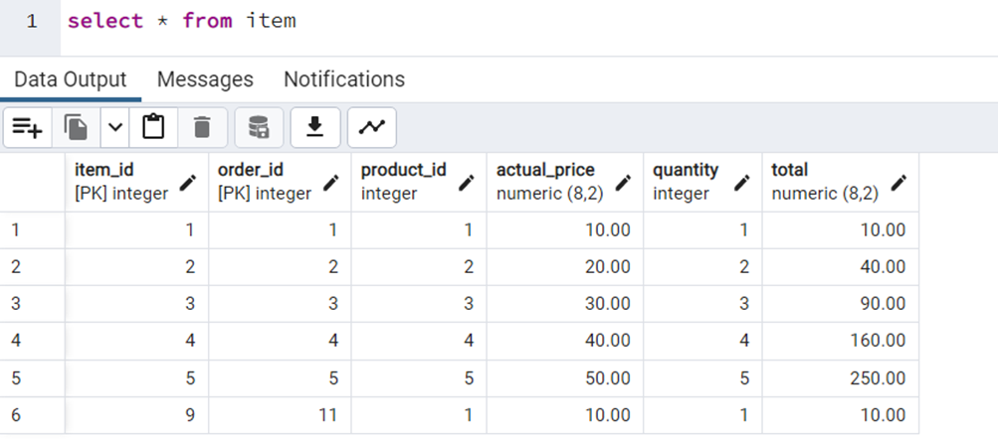 1 select * from item
Data Output Messages Notifications
item_id order_id product_id actual_price quantity total
[PK] integer [PK] integer integer numeric (8,2) integer numeric (8,2)
1 1 1 1 10.00 1 10.00
2 2 2 2 20.00 2 40.00
3 3 3 3 30.00 3 90.00
4 4 4 4 40.00 4 160.00
5 5 5 5 50.00 5 250.00
6 9 11 1 10.00 1 10.00